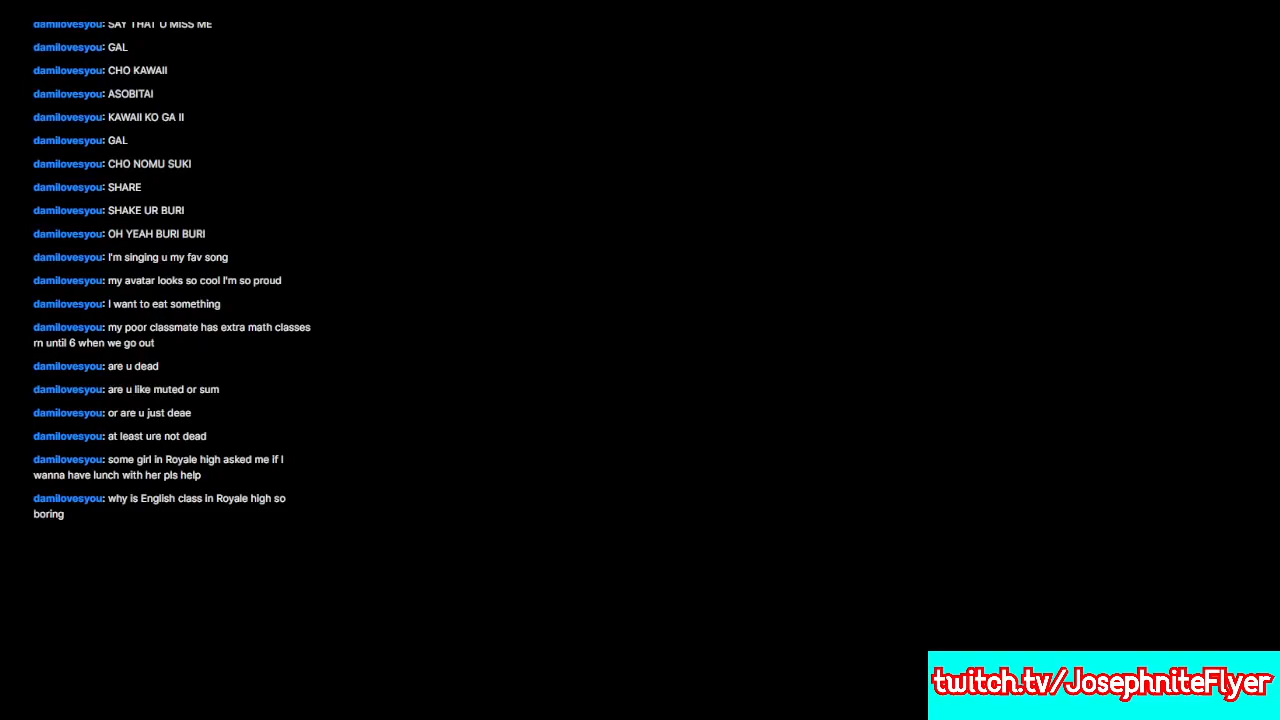 damilovesyou: SAY THAT U MISS ME
damilovesyou: GAL
damilovesyou: CHO KAWAII
damilovesyou: ASOBITAI
damilovesyou: KAWAII KO GA II
damilovesyou: GAL
damilovesyou: CHO NOMU SUKI
damilovesyou: SHARE
damilovesyou: SHAKE UR BURI
damilovesyou: OH YEAH BURI BURI
damilovesyou: I'm singing u my fav song
damilovesyou: my avatar looks so cool I'm so proud
damilovesyou: I want to eat something
damilovesyou: my poor classmate has extra math classes
rn until 6 when we go out
damilovesyou: are u dead
damilovesyou: are u like muted or sum
damilovesyou: or are u just deae
damilovesyou: at least ure not dead
damilovesyou: some girl in Royale high asked me if I
wanna have lunch with her pls help
damilovesyou: why is English class in Royale high so
boring
twitch.tv/JosephniteFlyer